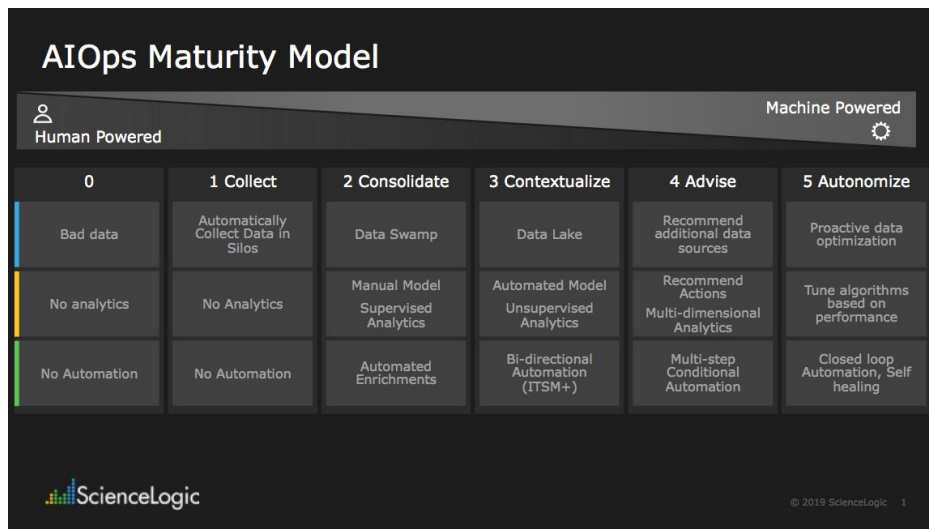 AIOps Maturity Model
Machine Powered
Human Powered
0
1 Collect
2 Consolidate
3 Contextualize
4 Advise
5 Autonomize
Bad data
Automatically
Collect Data in
Silos
Data Swamp
Data Lake
Recommend
additional data
sources
Proactive data
optimization
No analytics
No Analytics
Manual Model
Supervised
Analytics
Automated Model
Unsupervised
Analytics
Recommend
Actions
Multi-dimensional
Analytics
Tune algorithms
based on
performance
No Automation
No Automation
Automated
Enrichments
Bi-directional
Automation
(ITSM+)
Multi-step
Conditional
Automation
Closed loop
Automation, Self
healing
ScienceLogic
© 2019 ScienceLogic 1